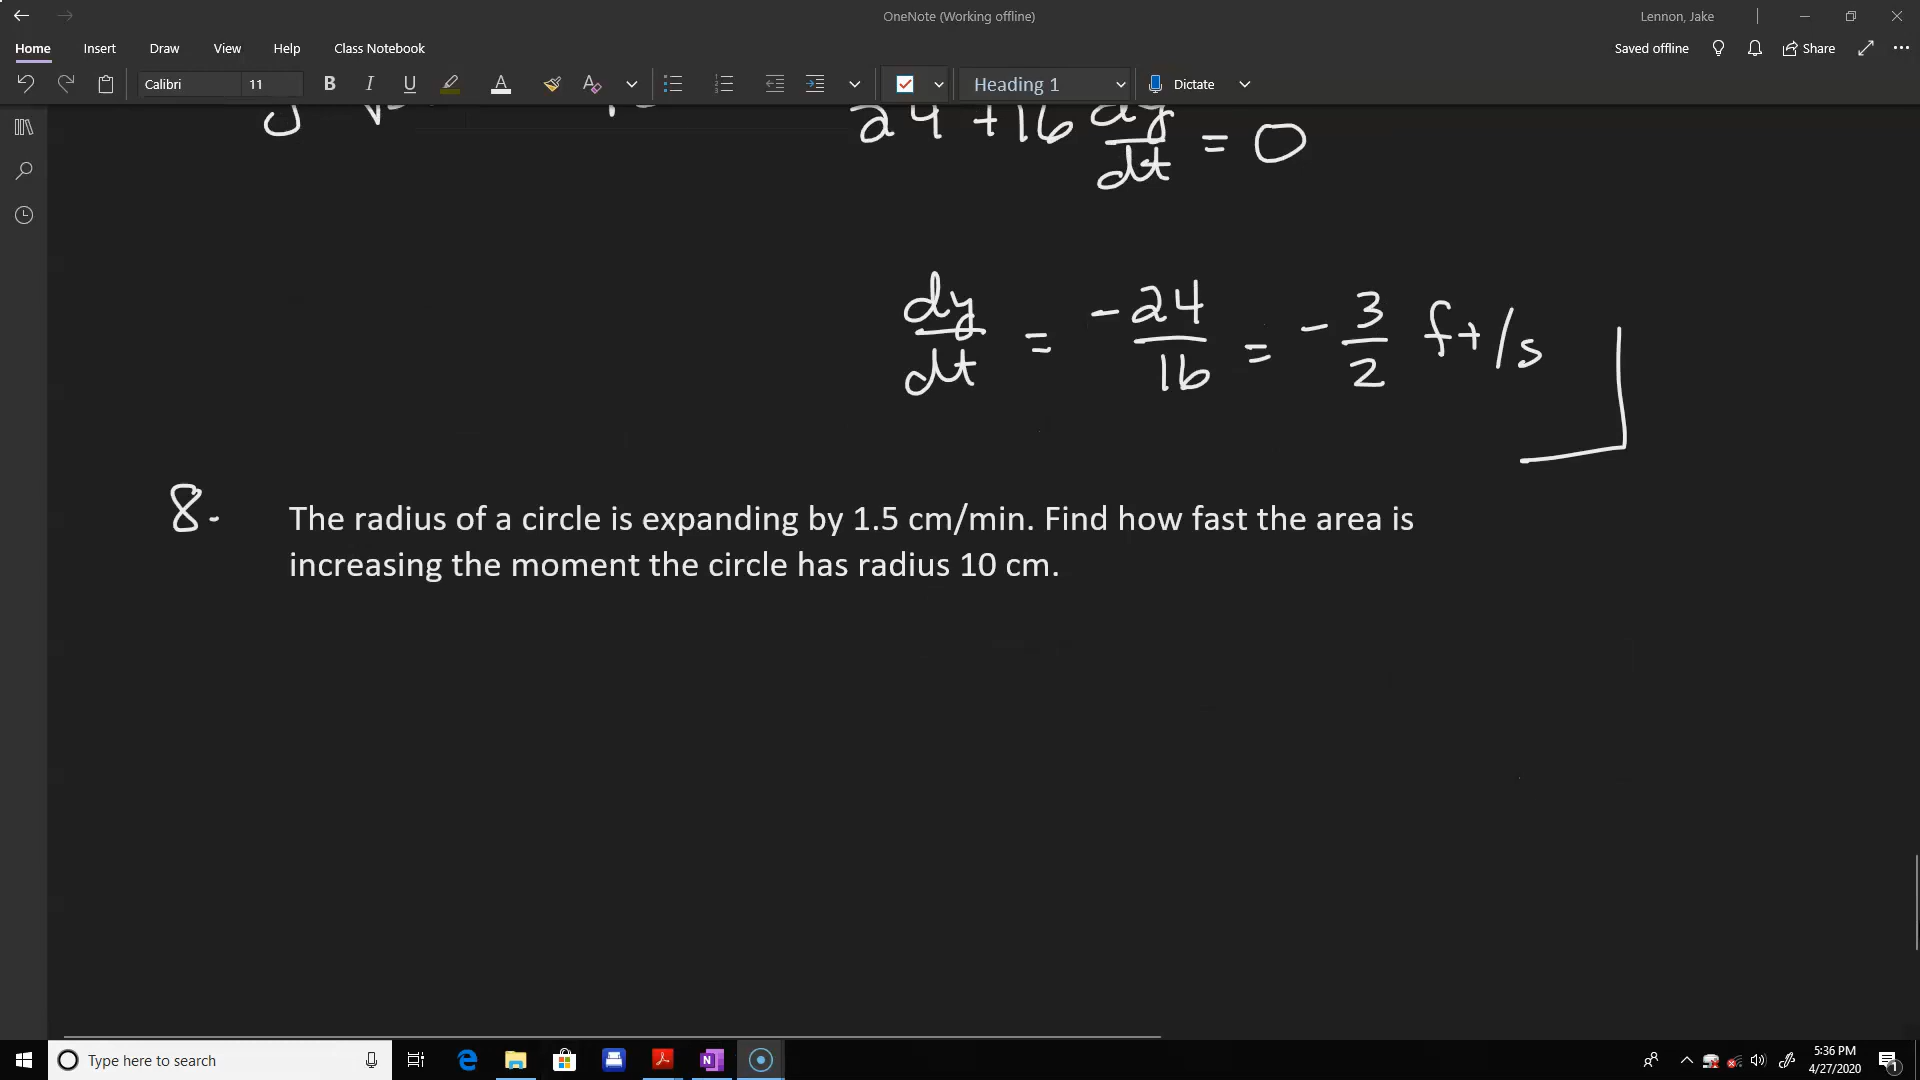 OneNote (Working offline)
Lennon, Jake
Home Insert Draw View Help Class Notebook
Saved offline Share
Calibri 11 B I U A Heading 1 Dictate
24 + 16 dy/dt = 0
dy/dt = -24/16 = -3/2 ft/s
8. The radius of a circle is expanding by 1.5 cm/min. Find how fast the area is
increasing the moment the circle has radius 10 cm.
Type here to search
5:36 PM
4/27/2020